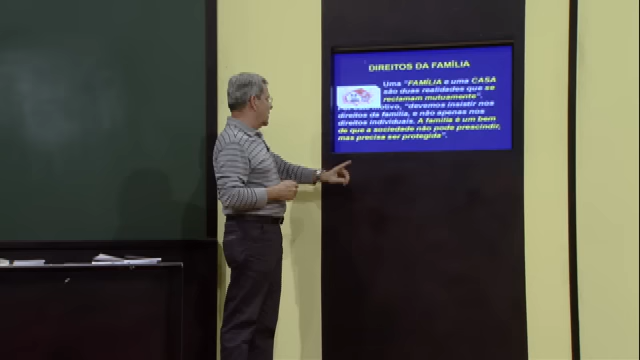 DIREITOS DA FAMÍLIA
Uma "FAMÍLIA e uma CASA
são duas realidades que se
reclamam mutuamente".
Por este motivo, "devemos insistir nos
direitos da família, e não apenas nos
direitos individuais. A família é um bem
de que a sociedade não pode prescindir,
mas precisa ser protegida".